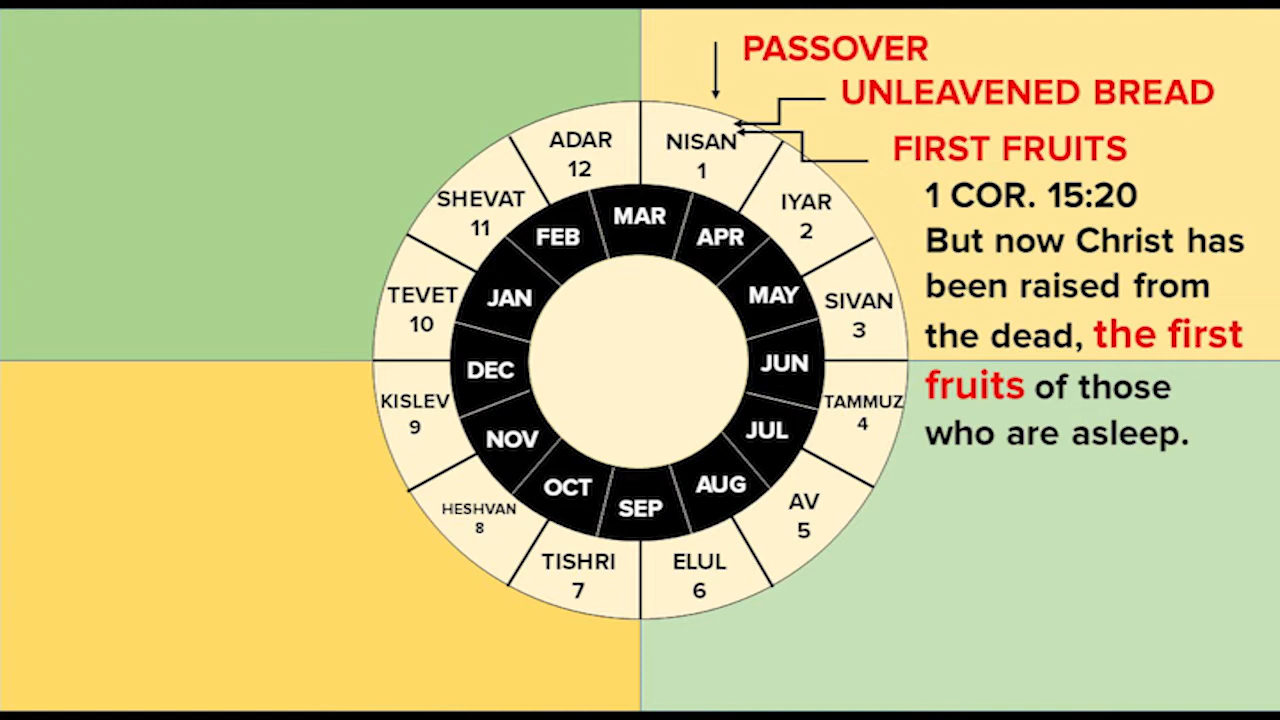 PASSOVER
UNLEAVENED BREAD
FIRST FRUITS
1 COR. 15:20
But now Christ has
been raised from
the dead, the first
fruits of those
who are asleep.
NISAN
1
IYAR
2
SIVAN
3
TAMMUZ
4
AV
5
ELUL
6
TISHRI
7
HESHVAN
8
KISLEV
9
TEVET
10
SHEVAT
11
ADAR
12
MAR
APR
MAY
JUN
JUL
AUG
SEP
OCT
NOV
DEC
JAN
FEB